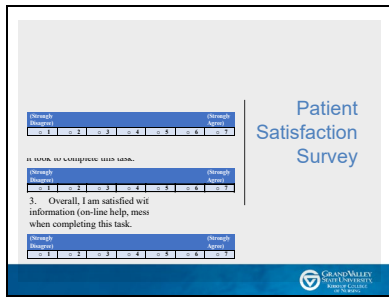 (Strongly Disagree) (Strongly Agree)
○ 1 ○ 2 ○ 3 ○ 4 ○ 5 ○ 6 ○ 7
it took to complete this task.
(Strongly Disagree) (Strongly Agree)
○ 1 ○ 2 ○ 3 ○ 4 ○ 5 ○ 6 ○ 7
3. Overall, I am satisfied wit
information (on-line help, mess
when completing this task.
(Strongly Disagree) (Strongly Agree)
○ 1 ○ 2 ○ 3 ○ 4 ○ 5 ○ 6 ○ 7
Patient
Satisfaction
Survey
GRAND VALLEY
STATE UNIVERSITY
KIRKHOF COLLEGE
OF NURSING